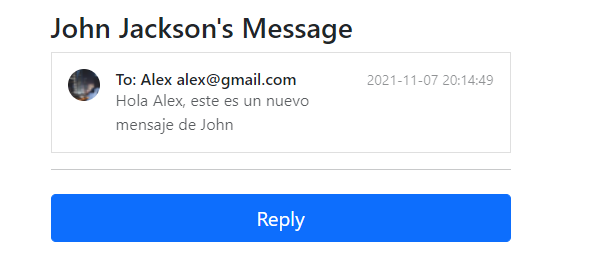 John Jackson's Message
To: Alex alex@gmail.com 2021-11-07 20:14:49
Hola Alex, este es un nuevo
mensaje de John
Reply